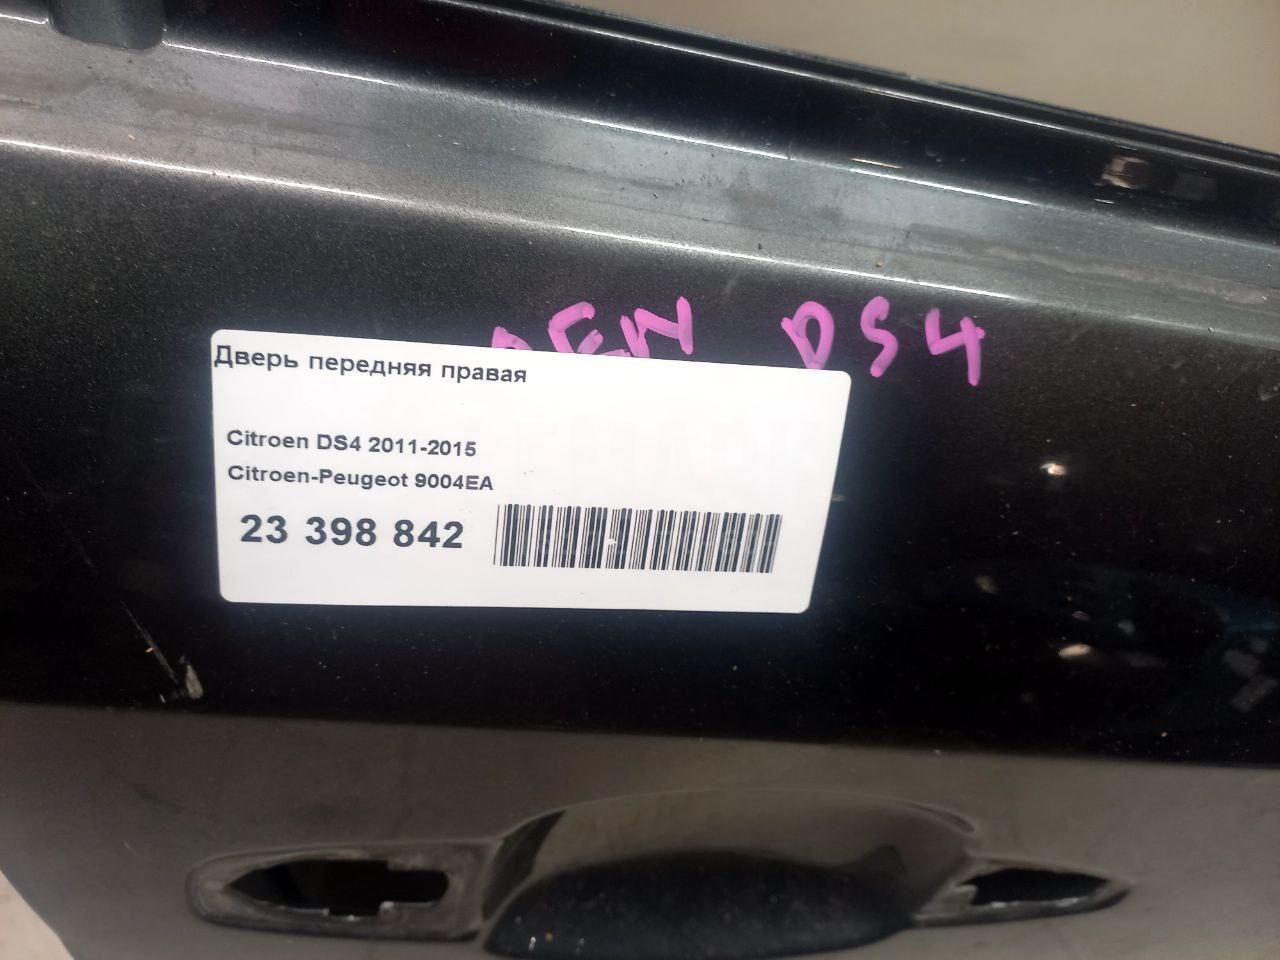 DS4
Дверь передняя правая
Citroen DS4 2011-2015
Citroen-Peugeot 9004EA
23 398 842